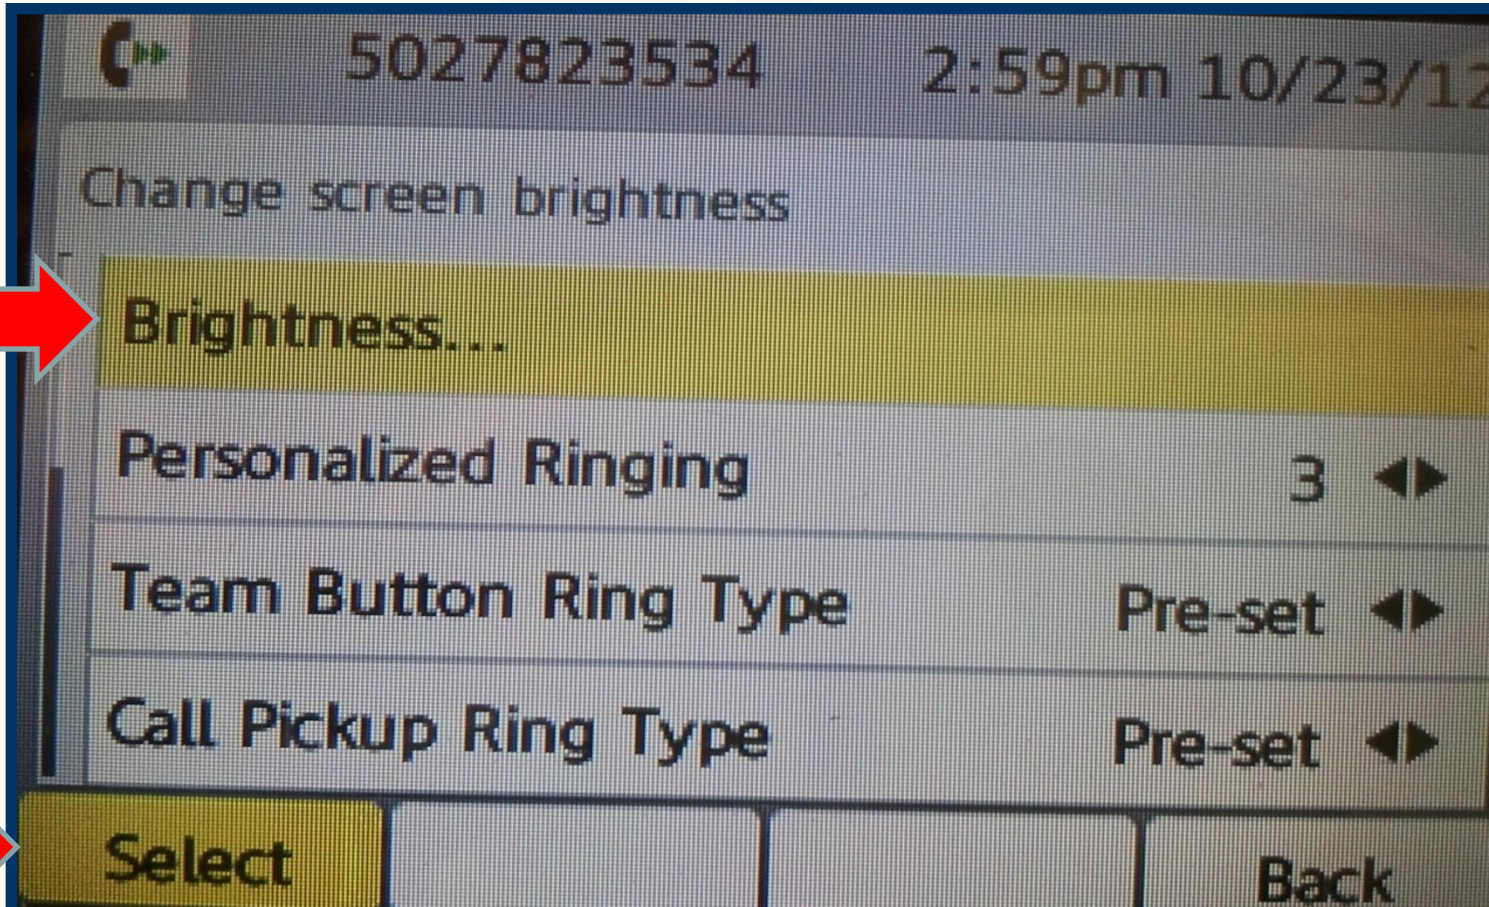 5027823534 2:59pm 10/23/12
Change screen brightness
Brightness...
Personalized Ringing 3
Team Button Ring Type Pre-set
Call Pickup Ring Type Pre-set
Select Back